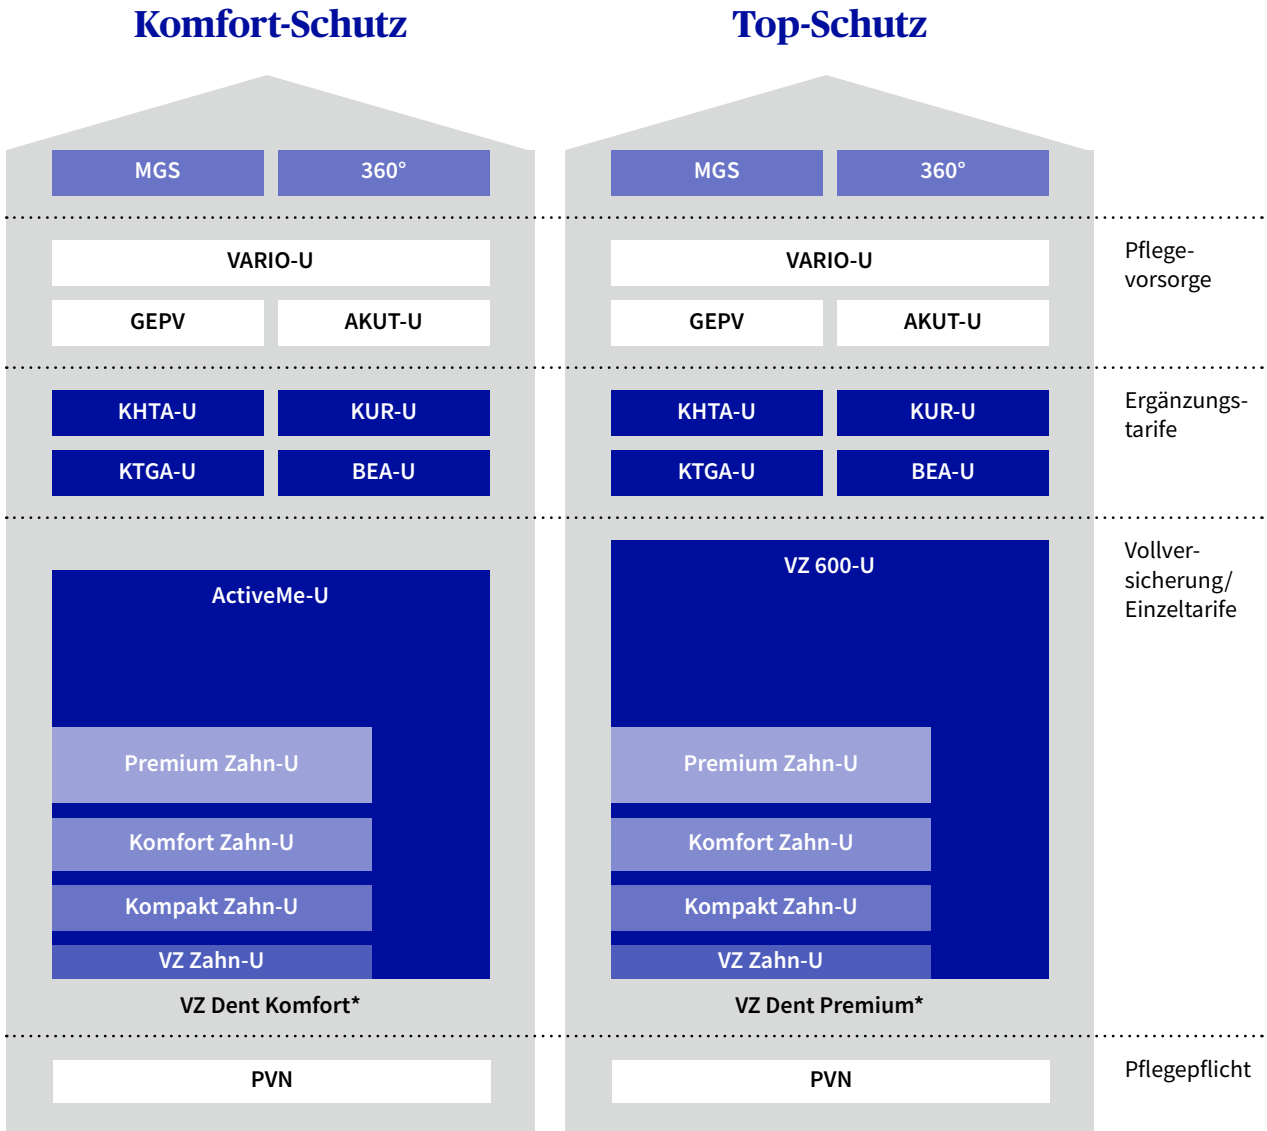 Komfort-Schutz
Top-Schutz
MGS
360°
MGS
360°
VARIO-U
VARIO-U
Pflege-
vorsorge
GEPV
AKUT-U
GEPV
AKUT-U
KHTA-U
KUR-U
KHTA-U
KUR-U
Ergänzungs-
tarife
KTGA-U
BEA-U
KTGA-U
BEA-U
ActiveMe-U
VZ 600-U
Vollver-
sicherung/
Einzeltarife
Premium Zahn-U
Premium Zahn-U
Komfort Zahn-U
Komfort Zahn-U
Kompakt Zahn-U
Kompakt Zahn-U
VZ Zahn-U
VZ Zahn-U
VZ Dent Komfort*
VZ Dent Premium*
PVN
PVN
Pflegepflicht